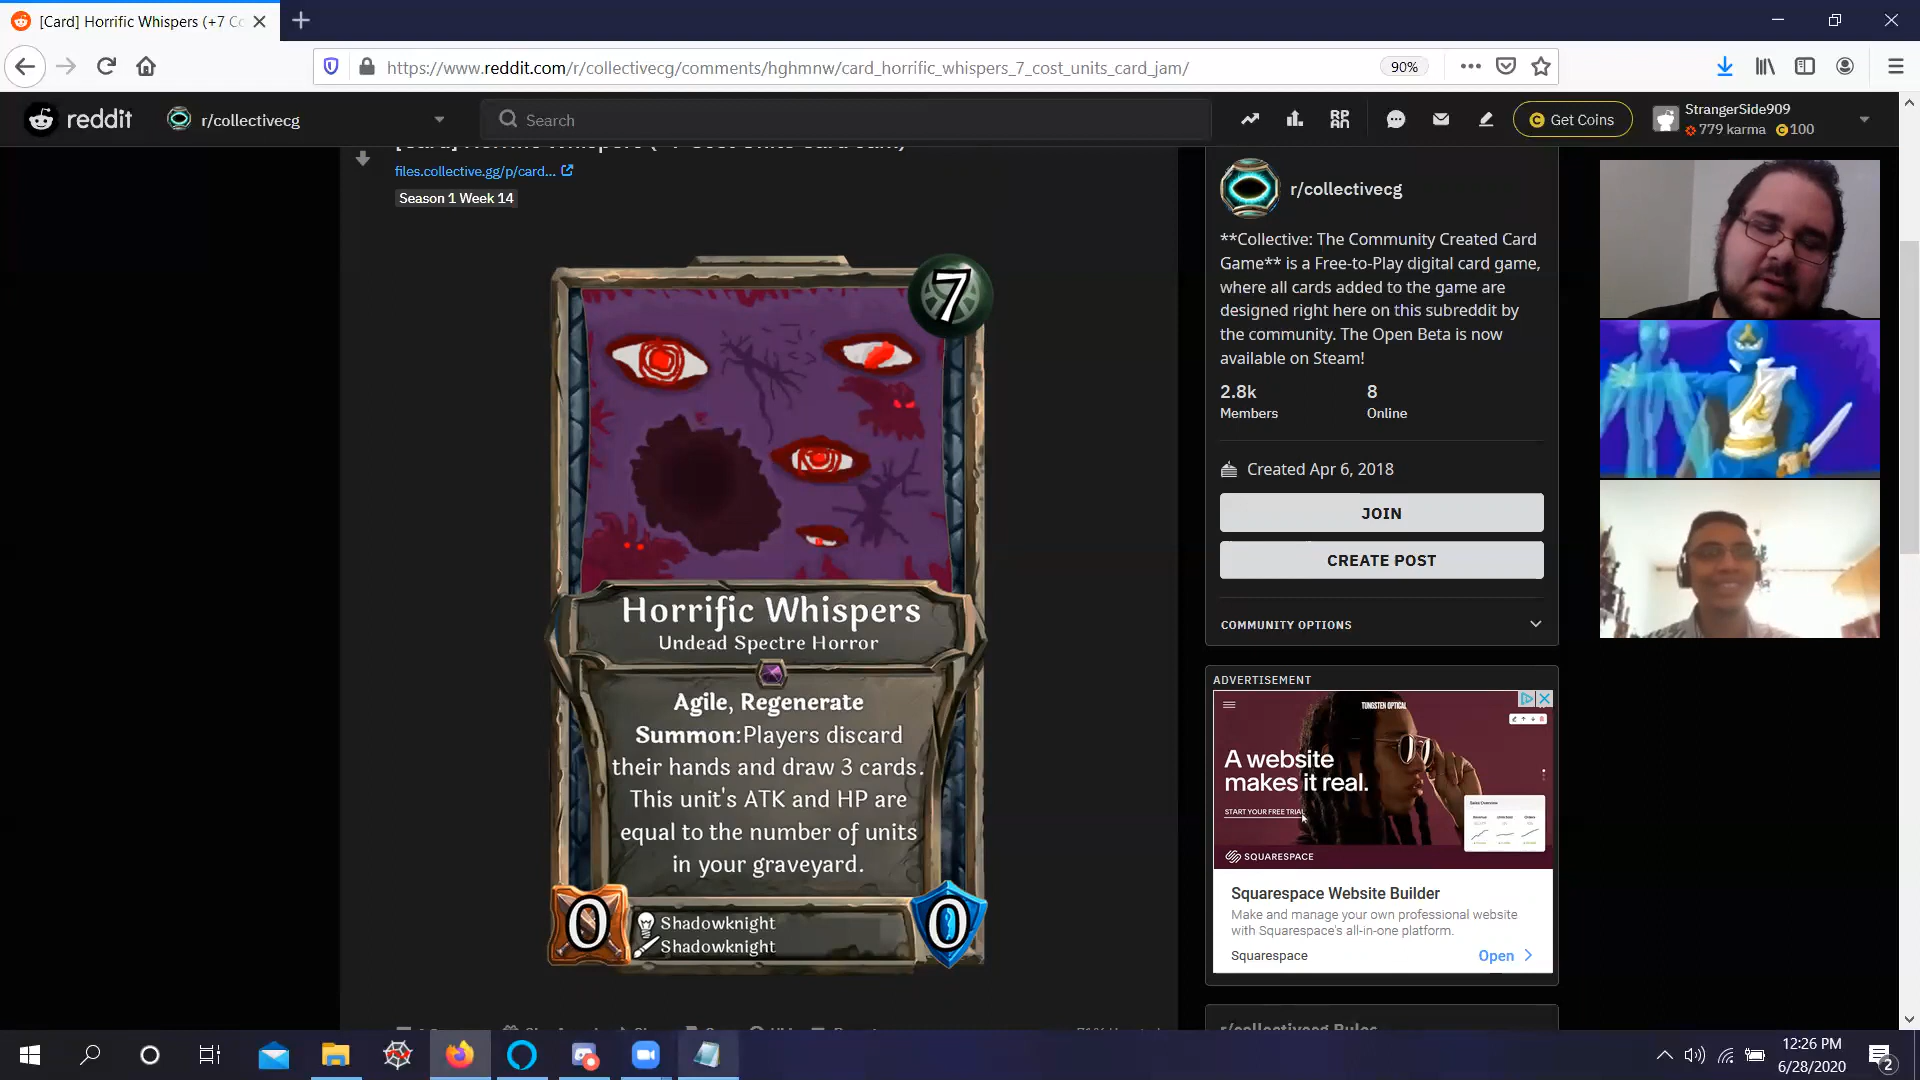 [Card] Horrific Whispers (+7 Co
https://www.reddit.com/r/collectivecg/comments/hghmnw/card_horrific_whispers_7_cost_units_card_jam/
90%
reddit
r/collectivecg
Search
Get Coins
StrangerSide909
779 karma
100
files.collective.gg/p/card...
Season 1 Week 14
7
Horrific Whispers
Undead Spectre Horror
Agile, Regenerate
Summon:Players discard
their hands and draw 3 cards.
This unit's ATK and HP are
equal to the number of units
in your graveyard.
0
Shadowknight
Shadowknight
0
r/collectivecg
**Collective: The Community Created Card
Game** is a Free-to-Play digital card game,
where all cards added to the game are
designed right here on this subreddit by
the community. The Open Beta is now
available on Steam!
2.8k
Members
8
Online
Created Apr 6, 2018
JOIN
CREATE POST
COMMUNITY OPTIONS
ADVERTISEMENT
TUNGSTEN OPTICAL
A website
makes it real.
START YOUR FREE TRIAL
SQUARESPACE
Squarespace Website Builder
Make and manage your own professional website
with Squarespace's all-in-one platform.
Squarespace
Open
12:26 PM
6/28/2020
2